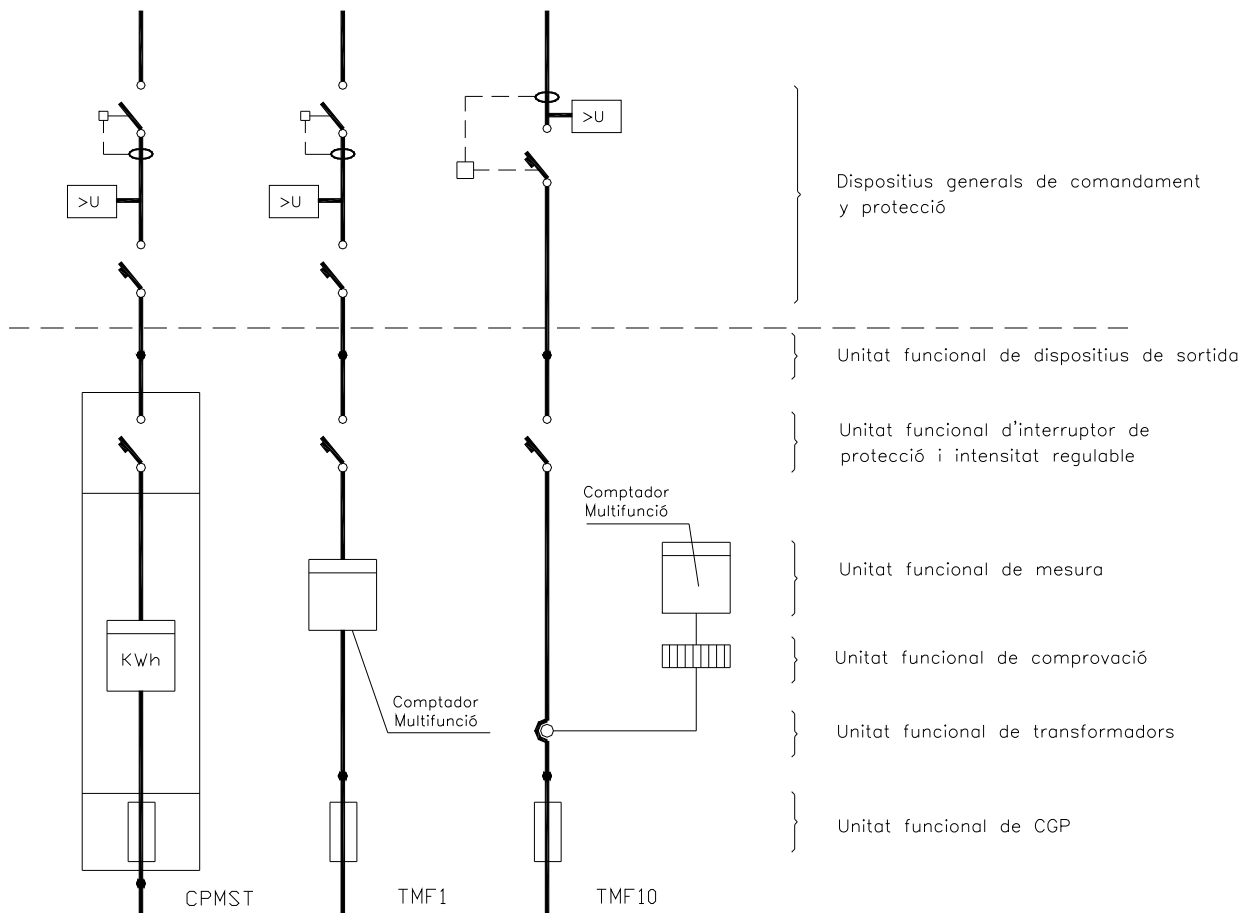 >U
>U
>U
Dispositius generals de comandament
y protecció
Unitat funcional de dispositius de sortida
Unitat funcional d'interruptor de
protecció i intensitat regulable
Comptador
Multifunció
Unitat funcional de mesura
KWh
Unitat funcional de comprovació
Comptador
Multifunció
Unitat funcional de transformadors
Unitat funcional de CGP
CPMST
TMF1
TMF10